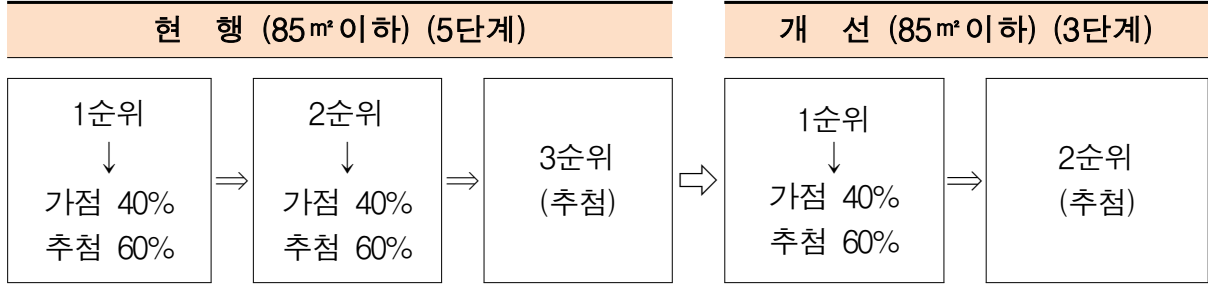 현 행 (85㎡이하) (5단계)
1순위
↓
가점 40%
추첨 60%
⇒
2순위
↓
가점 40%
추첨 60%
⇒
3순위
(추첨)
⇨
개 선 (85㎡이하) (3단계)
1순위
↓
가점 40%
추첨 60%
⇒
2순위
(추첨)